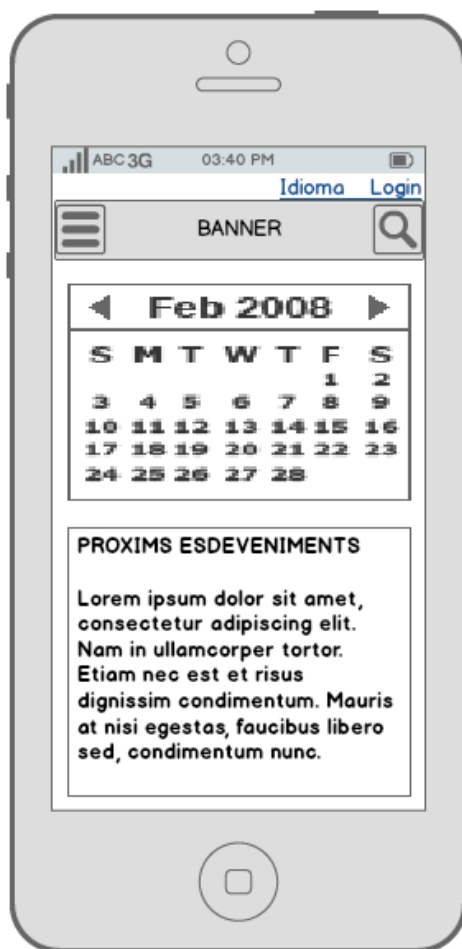 ABC 3G 03:40 PM
Idioma Login
BANNER
Feb 2008
S M T W T F S
1 2
3 4 5 6 7 8 9
10 11 12 13 14 15 16
17 18 19 20 21 22 23
24 25 26 27 28
PROXIMS ESDEVENIMENTS
Lorem ipsum dolor sit amet,
consectetur adipiscing elit.
Nam in ullamcorper tortor.
Etiam nec est et risus
dignissim condimentum. Mauris
at nisi egestas, faucibus libero
sed, condimentum nunc.